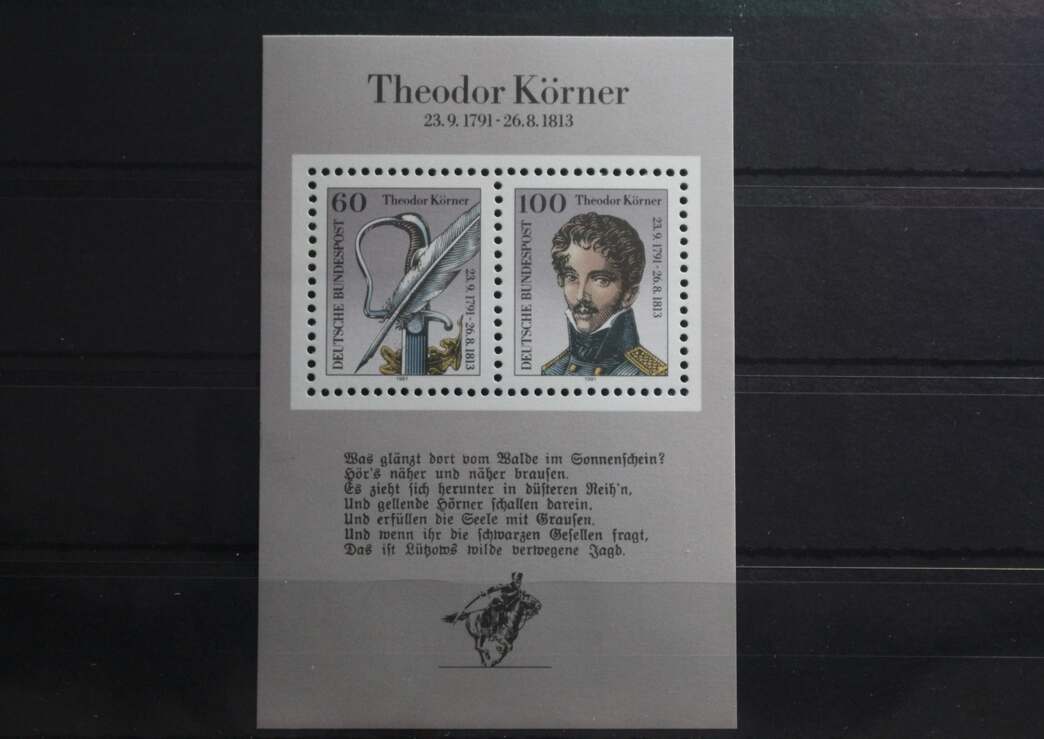 Theodor Körner
23. 9. 1791 - 26. 8. 1813
60 Theodor Körner
DEUTSCHE BUNDESPOST
23. 9. 1791 - 26. 8. 1813
1991
100 Theodor Körner
DEUTSCHE BUNDESPOST
23. 9. 1791 - 26. 8. 1813
1991
Was glänzt dort vom Walde im Sonnenschein?
Hör's näher und näher brausen.
Es zieht sich herunter in düsteren Reih'n,
Und gellende Hörner schallen darein,
Und erfüllen die Seele mit Grausen.
Und wenn ihr die schwarzen Gesellen fragt,
Das ist Lützows wilde verwegene Jagd.